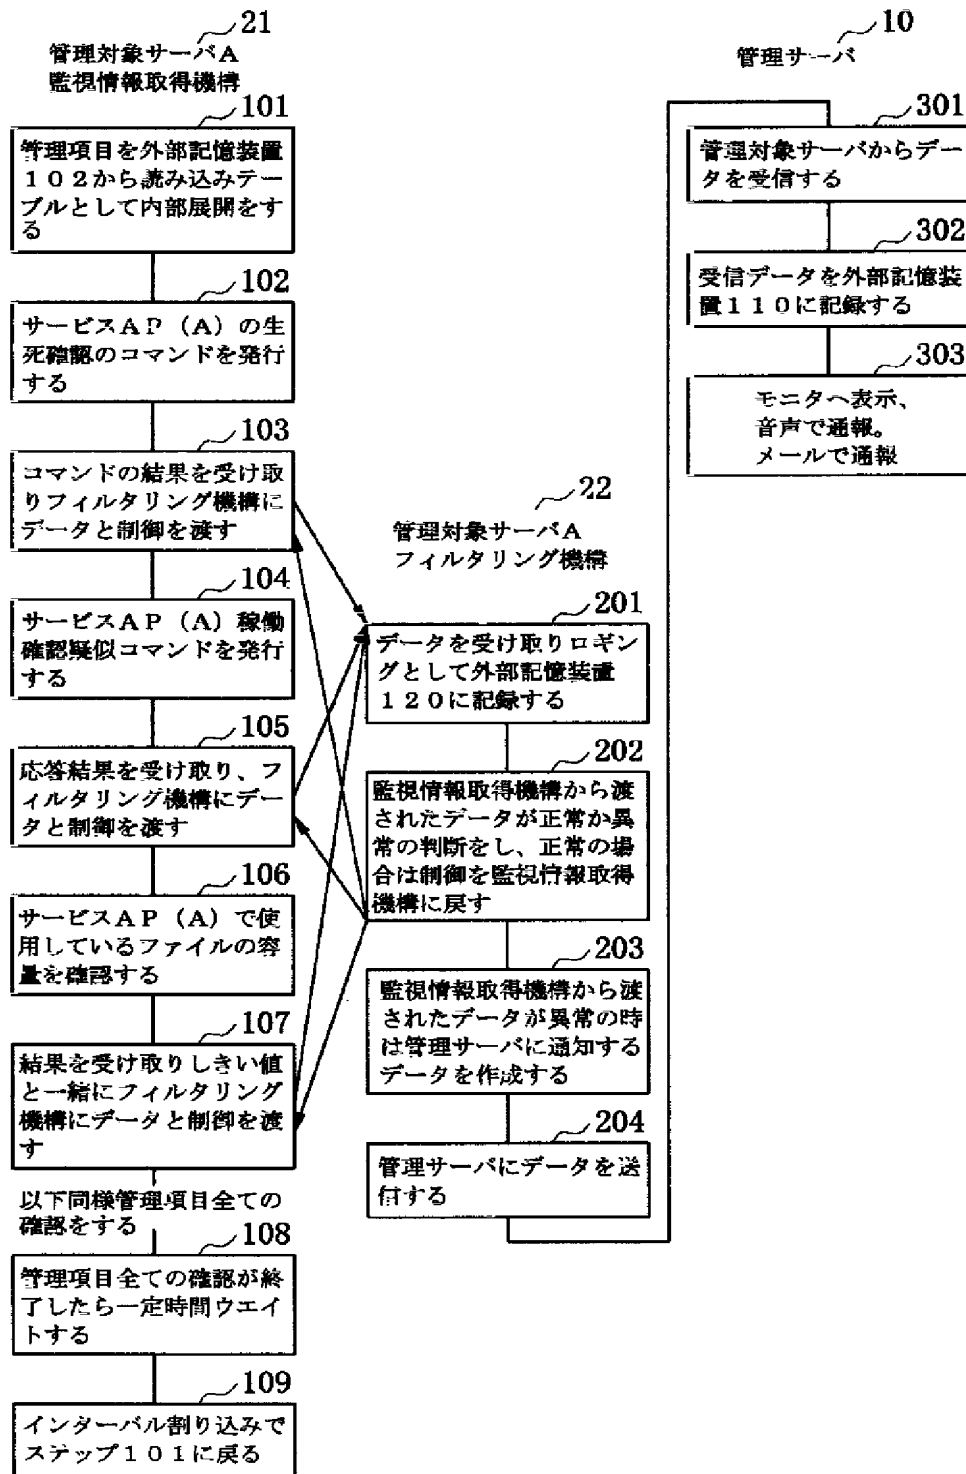 21
管理対象サーバA
監視情報取得機構
101
管理項目を外部記憶装置
102から読み込みテー
ブルとして内部展開をす
る
102
サービスAP(A)の生
死確認のコマンドを発行
する
103
コマンドの結果を受け取
りフィルタリング機構に
データと制御を渡す
104
サービスAP(A)稼働
確認疑似コマンドを発行
する
105
応答結果を受け取り、フ
ィルタリング機構にデー
タと制御を渡す
106
サービスAP(A)で使
用しているファイルの容
量を確認する
107
結果を受け取りしきい値
と一緒にフィルタリング
機構にデータと制御を渡
す
以下同様管理項目全ての
確認をする
108
管理項目全ての確認が終
了したら一定時間ウエイ
トする
109
インターバル割り込みで
ステップ101に戻る
22
管理対象サーバA
フィルタリング機構
201
データを受け取りロギン
グとして外部記憶装置
120に記録する
202
監視情報取得機構から渡
されたデータが正常か異
常の判断をし、正常の場
合は制御を監視情報取得
機構に戻す
203
監視情報取得機構から渡
されたデータが異常の時
は管理サーバに通知する
データを作成する
204
管理サーバにデータを送
信する
10
管理サーバ
301
管理対象サーバからデー
タを受信する
302
受信データを外部記憶装
置110に記録する
303
モニタへ表示、
音声で通報。
メールで通報